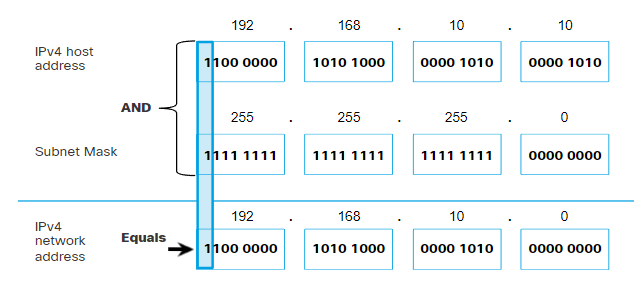 192 . 168 . 10 . 10
IPv4 host
address
1100 0000 1010 1000 0000 1010 0000 1010
AND
255 . 255 . 255 . 0
Subnet Mask
1111 1111 1111 1111 1111 1111 0000 0000
192 . 168 . 10 . 0
IPv4
network
address
Equals
1100 0000 1010 1000 0000 1010 0000 0000